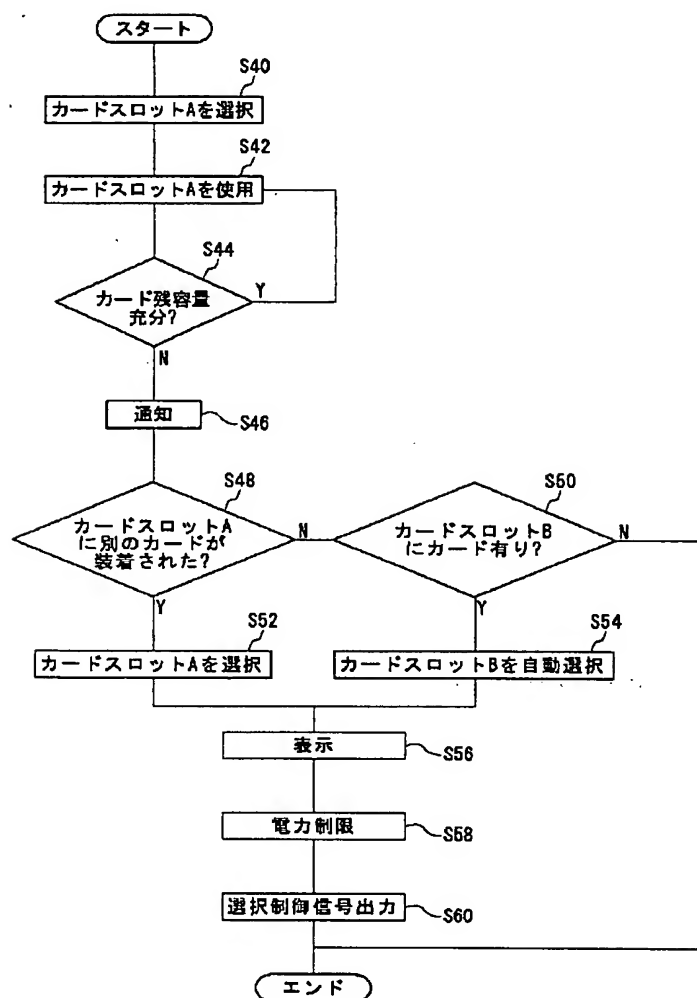 スタート
S40
カードスロットAを選択
S42
カードスロットAを使用
S44
カード残容量
充分?
Y
N
通知
S46
S48
カードスロットA
に別のカードが
装着された?
N
Y
S50
カードスロットB
にカード有り?
N
Y
S52
カードスロットAを選択
S54
カードスロットBを自動選択
表示
S56
電力制限
S58
選択制御信号出力
S60
エンド